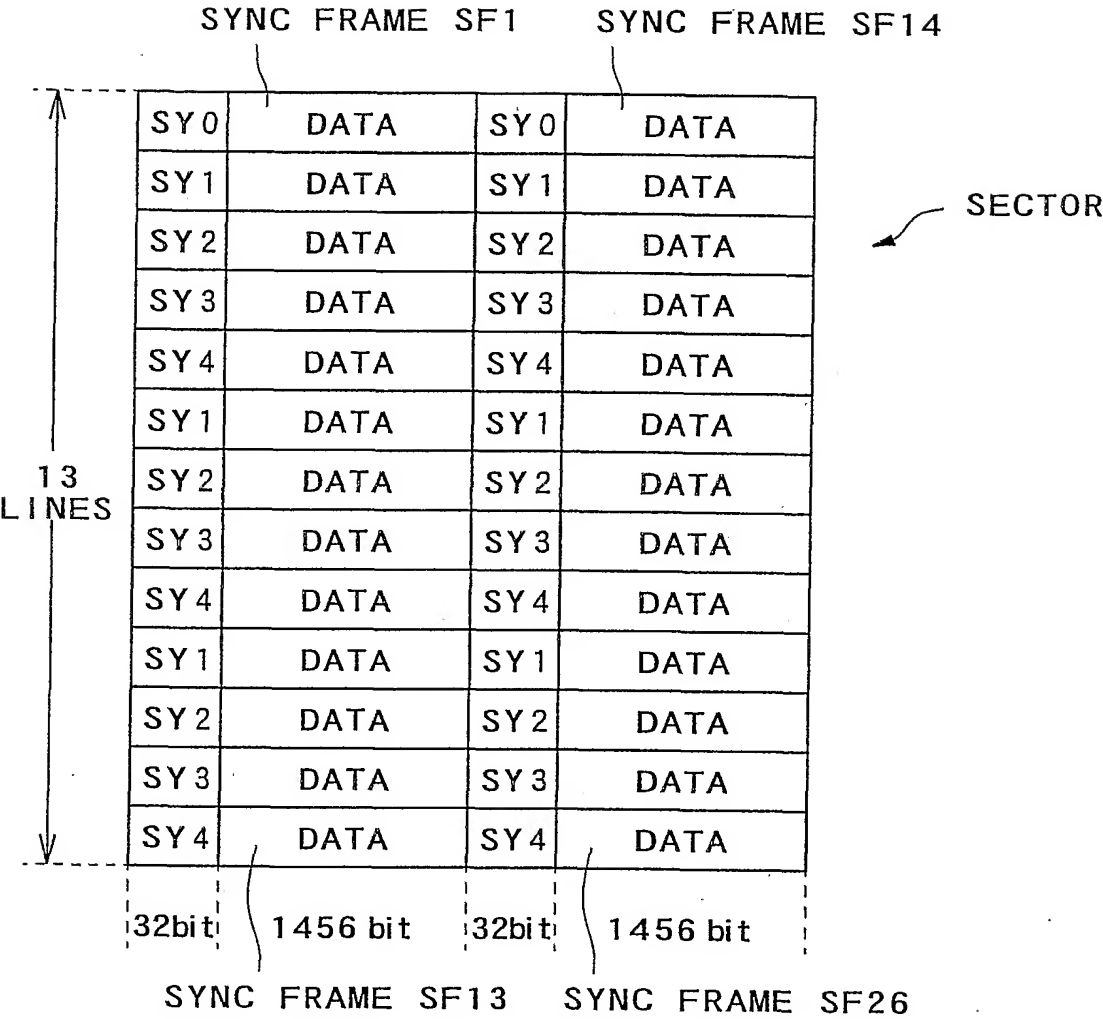 SYNC FRAME SF1 SYNC FRAME SF14
SY0 DATA SY0 DATA
SY1 DATA SY1 DATA
SECTOR
SY2 DATA SY2 DATA
SY3 DATA SY3 DATA
SY4 DATA SY4 DATA
SY1 DATA SY1 DATA
13
LINES
SY2 DATA SY2 DATA
SY3 DATA SY3 DATA
SY4 DATA SY4 DATA
SY1 DATA SY1 DATA
SY2 DATA SY2 DATA
SY3 DATA SY3 DATA
SY4 DATA SY4 DATA
32bit 1456 bit 32bit 1456 bit
SYNC FRAME SF13 SYNC FRAME SF26